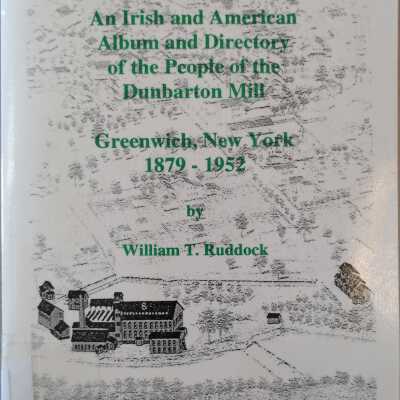 An Irish and American
Album and Directory
of the People of the
Dunbarton Mill
Greenwich, New York
1879 - 1952
by
William T. Ruddock
8